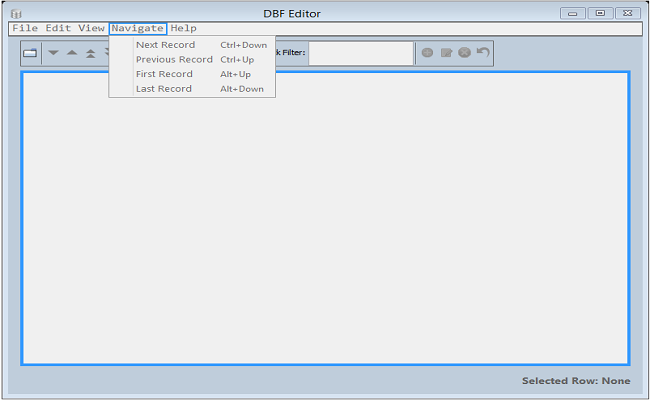 DBF Editor
File Edit View Navigate Help
Next Record Ctrl+Down
Previous Record Ctrl+Up
First Record Alt+Up
Last Record Alt+Down
Filter:
Selected Row: None